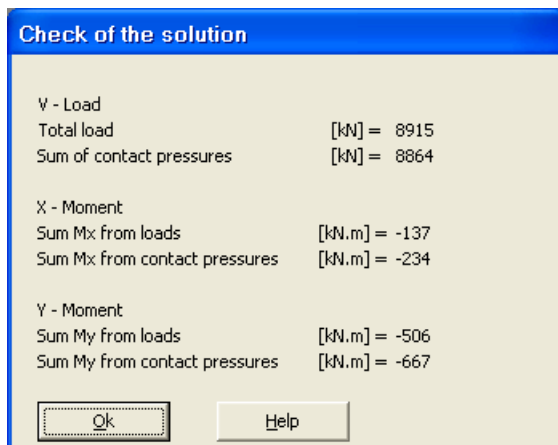 Check of the solution
V - Load
Total load [kN] = 8915
Sum of contact pressures [kN] = 8864
X - Moment
Sum Mx from loads [kN.m] = -137
Sum Mx from contact pressures [kN.m] = -234
Y - Moment
Sum My from loads [kN.m] = -506
Sum My from contact pressures [kN.m] = -667
Ok Help